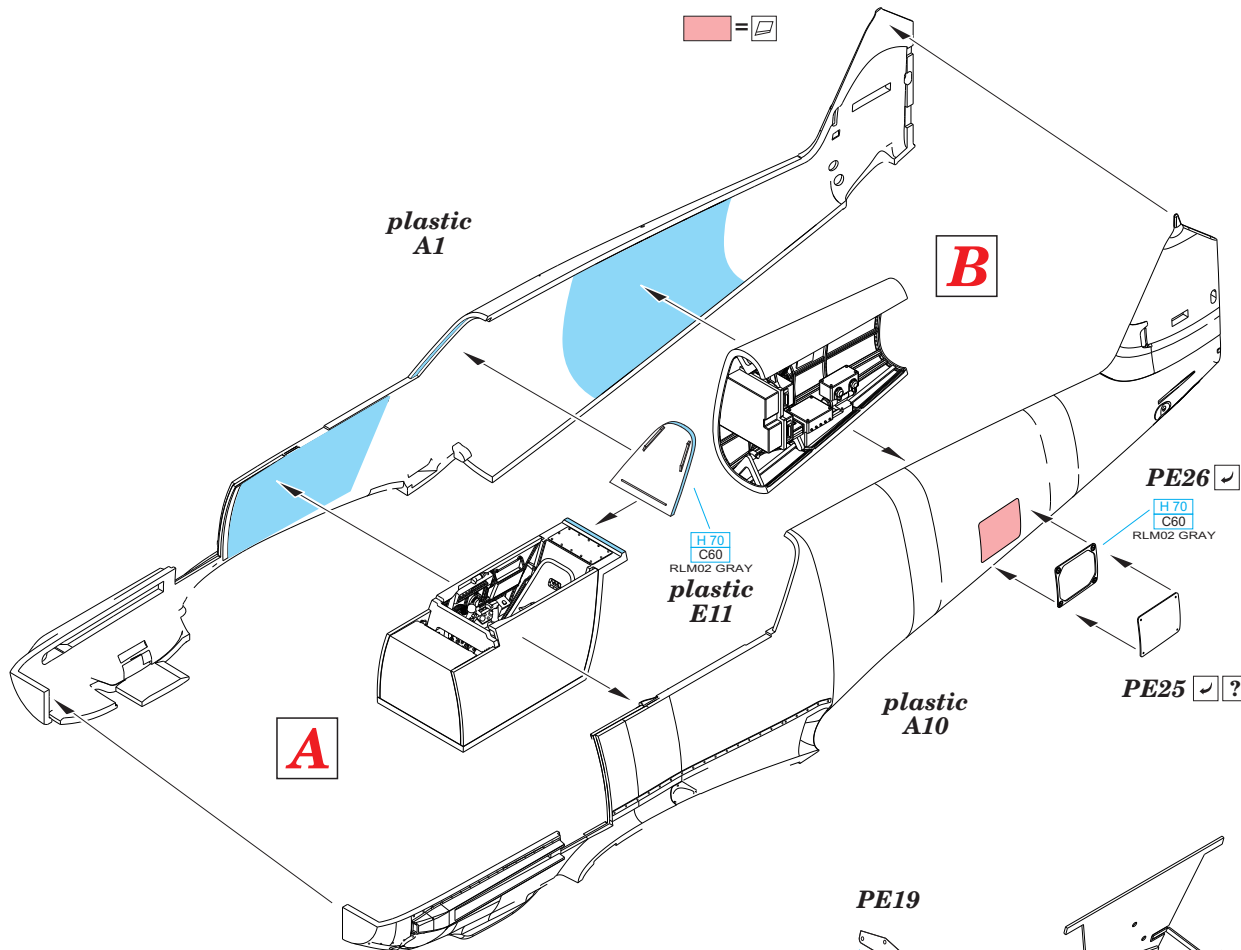 =
plastic
A1
B
PE26
H 70
C60
RLM02 GRAY
H 70
C60
RLM02 GRAY
plastic
E11
PE25 ?
plastic
A10
A
PE19